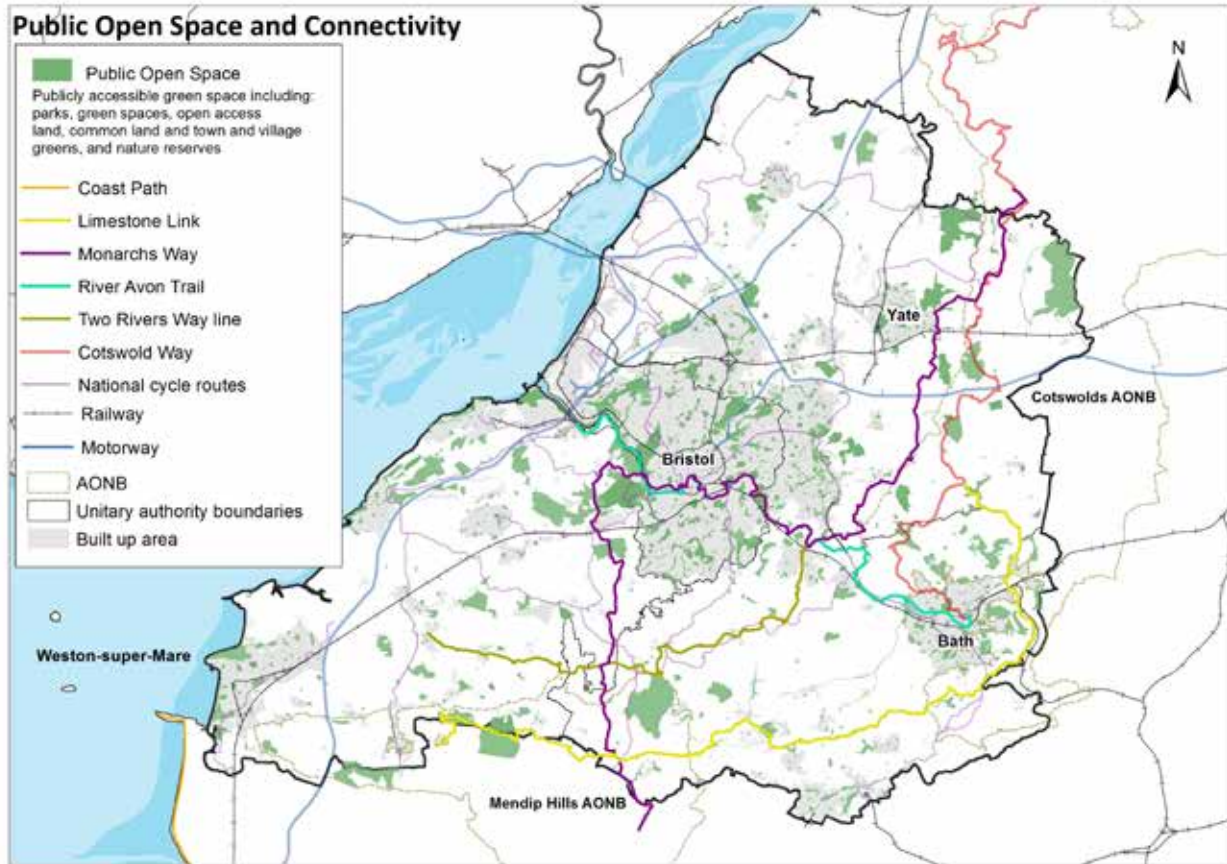 Public Open Space and Connectivity
Public Open Space
Publicly accessible green space including:
parks, green spaces, open access
land, common land and town and village
greens, and nature reserves
Coast Path
Limestone Link
Monarchs Way
River Avon Trail
Two Rivers Way line
Cotswold Way
National cycle routes
Railway
Motorway
AONB
Unitary authority boundaries
Built up area
N
Yate
Cotswolds AONB
Bristol
Bath
Weston-super-Mare
Mendip Hills AONB